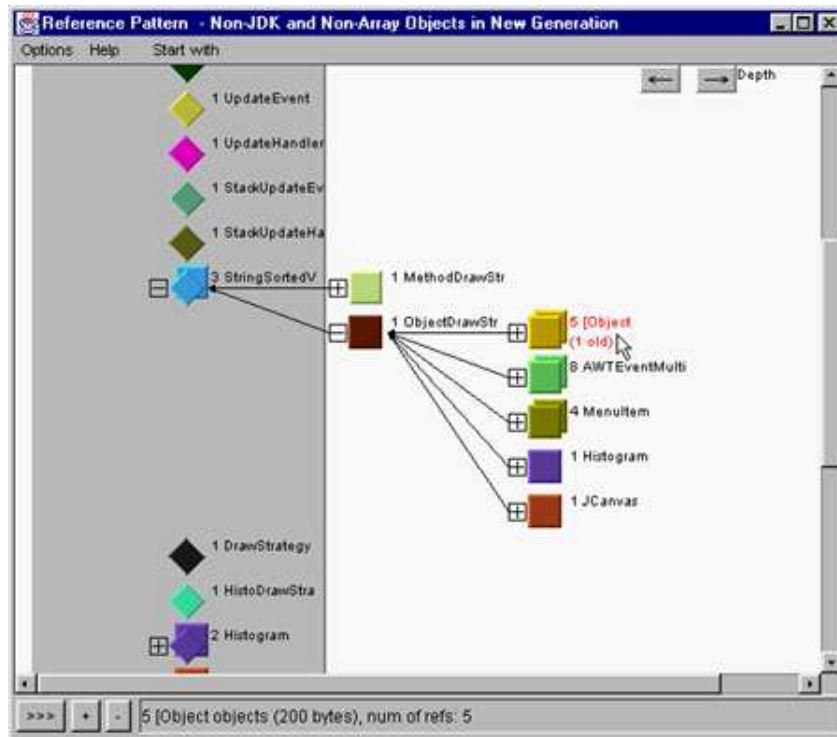 Reference Pattern - Non-JDK and Non-Array Objects in New Generation
Options Help Start with
Depth
1 UpdateEvent
1 UpdateHandler
1 StackUpdateEv
1 StackUpdateHa
3 StringSortedV
1 MethodDrawStr
1 ObjectDrawStr
5 [Object
(1 old)
8 AWTEventMulti
4 MenuItem
1 Histogram
1 JCanvas
1 DrawStrategy
1 HistoDrawStra
2 Histogram
>>> + - 5 [Object objects (200 bytes), num of refs: 5